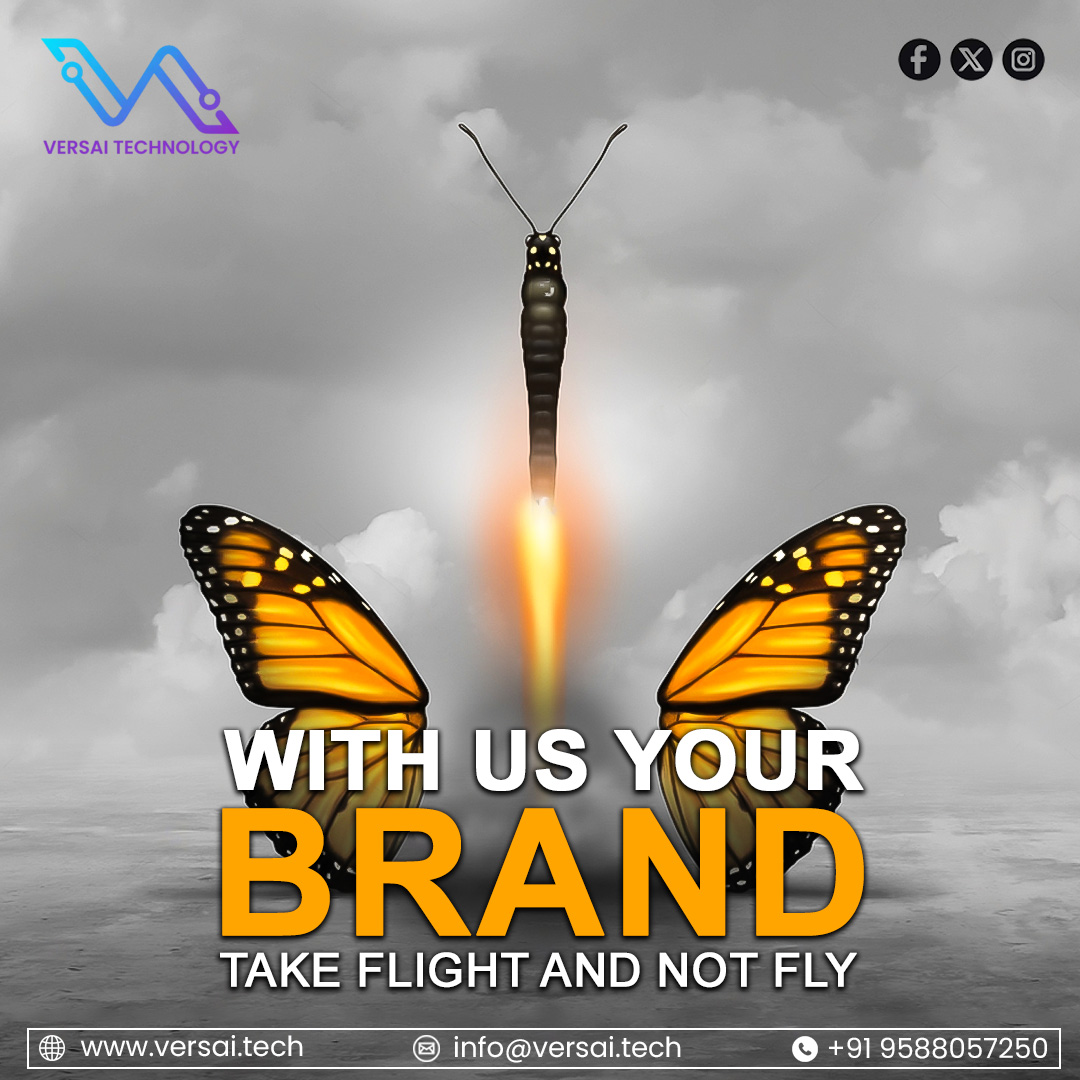 VERSAI TECHNOLOGY
WITH US YOUR
BRAND
TAKE FLIGHT AND NOT FLY
www.versai.tech info@versai.tech +91 9588057250